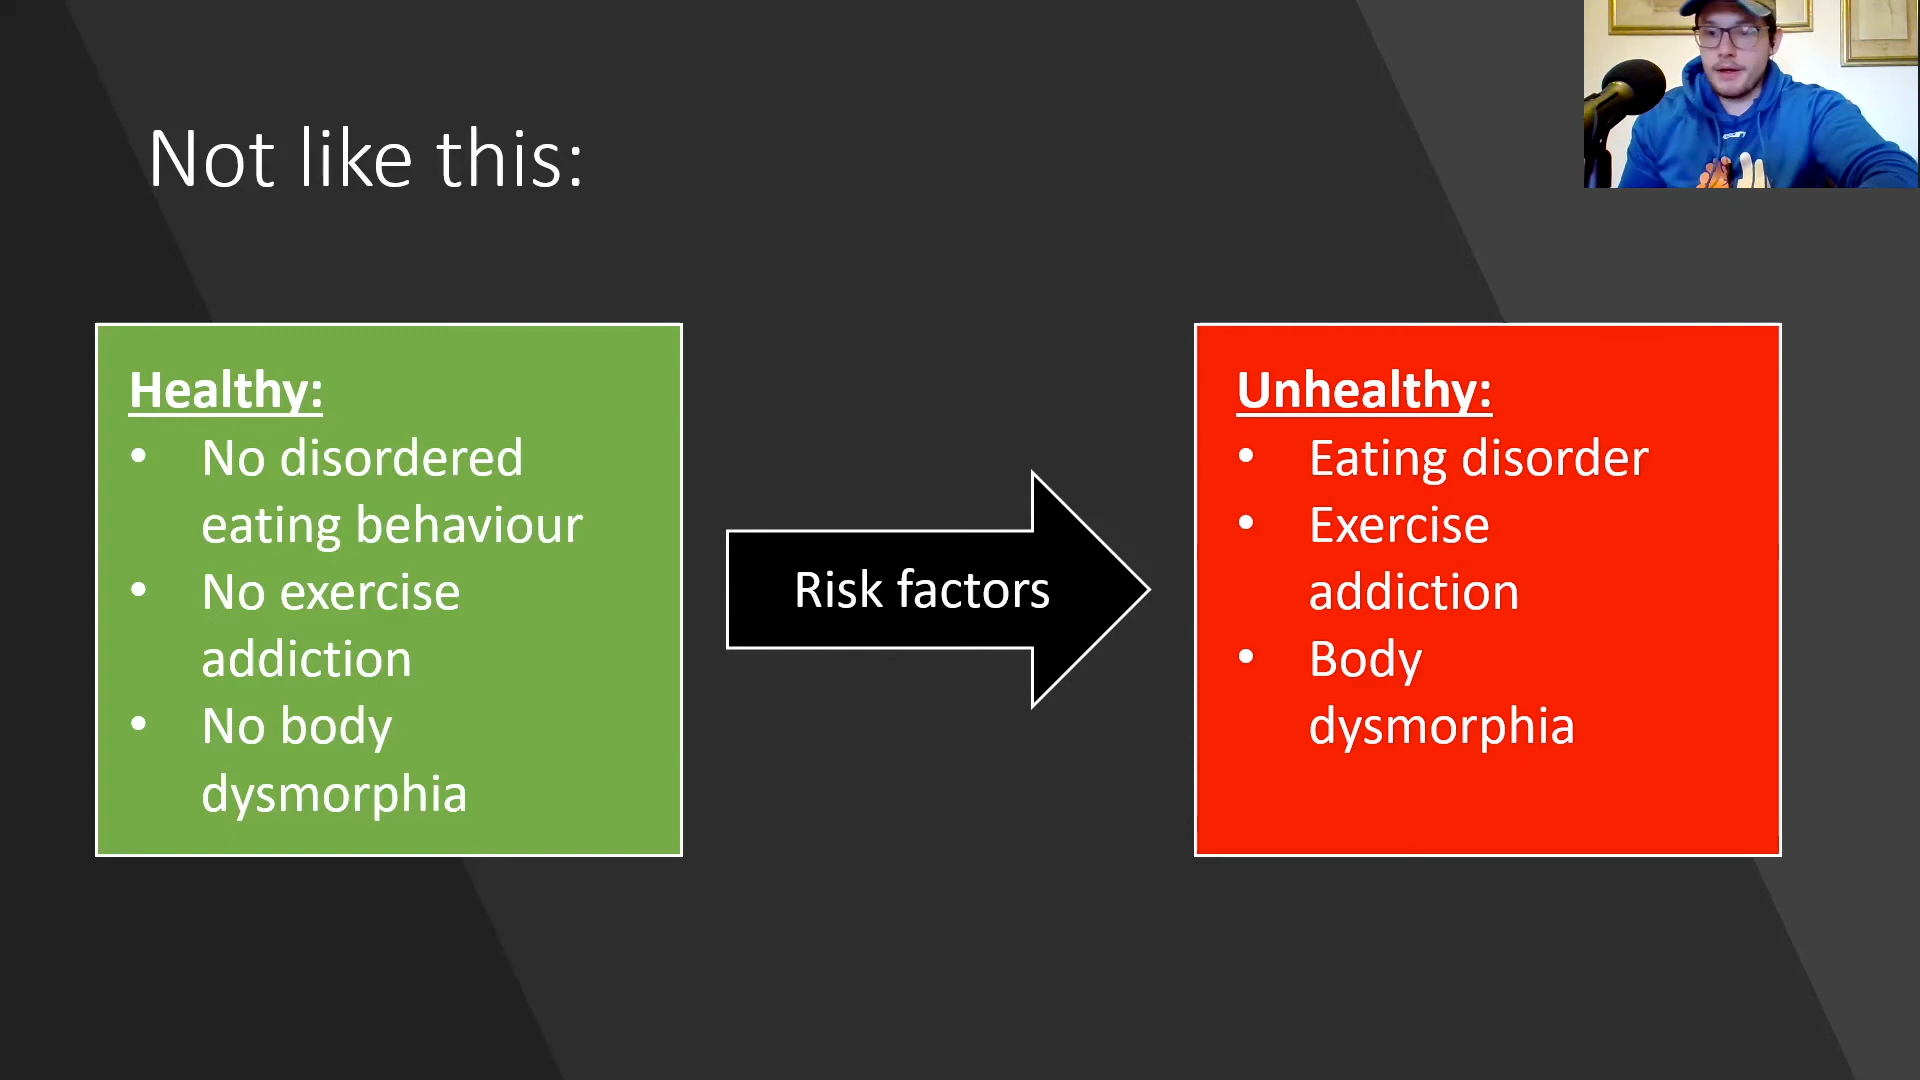 Not like this:
Healthy:
• No disordered
eating behaviour
• No exercise
addiction
• No body
dysmorphia
Risk factors
Unhealthy:
• Eating disorder
• Exercise
addiction
• Body
dysmorphia